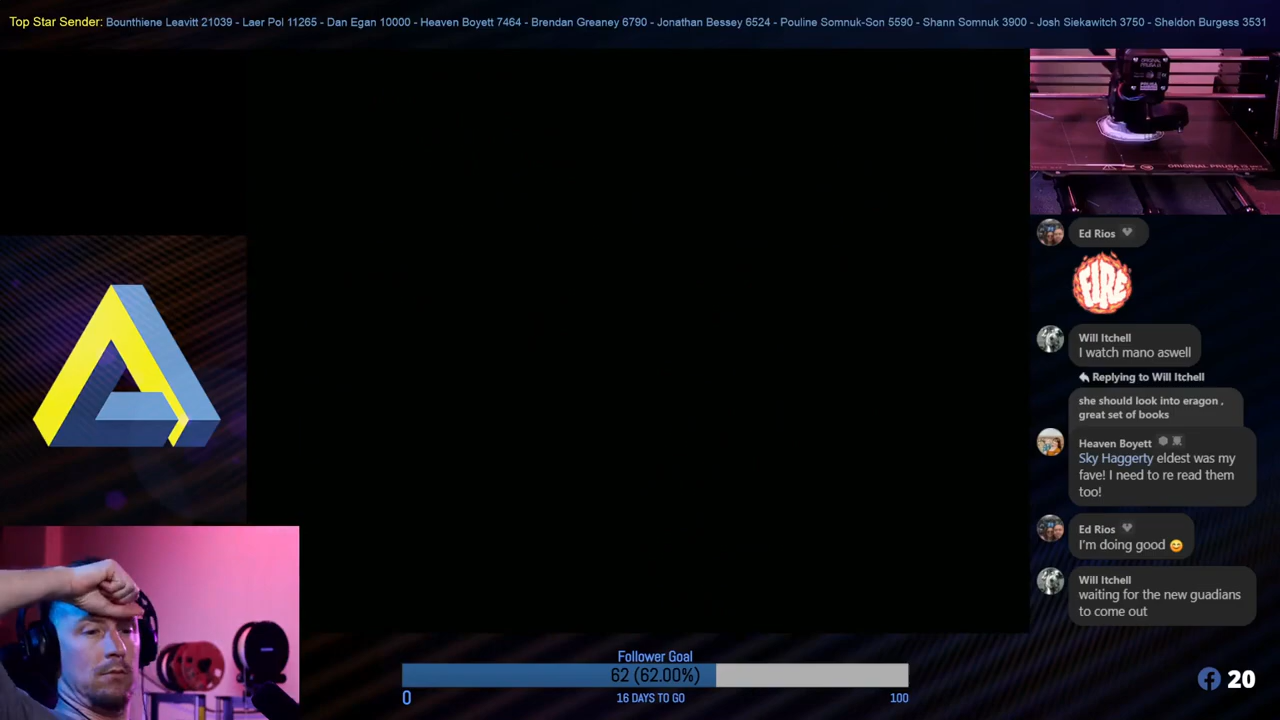 Top Star Sender: Bounthiene Leavitt 21039 - Laer Pol 11265 - Dan Egan 10000 - Heaven Boyett 7464 - Brendan Greaney 6790 - Jonathan Bessey 6524 - Pouline Somnuk-Son 5590 - Shann Somnuk 3900 - Josh Siekawitch 3750 - Sheldon Burgess 3531
ORIGINAL PRUSA
Ed Rios
FIRE
Will Itchell
I watch mano aswell
Replying to Will Itchell
she should look into eragon ,
great set of books
Heaven Boyett
Sky Haggerty eldest was my
fave! I need to re read them
too!
Ed Rios
I'm doing good 😊
Will Itchell
waiting for the new guadians
to come out
Follower Goal
62 (62.00%)
0
16 DAYS TO GO
100
20